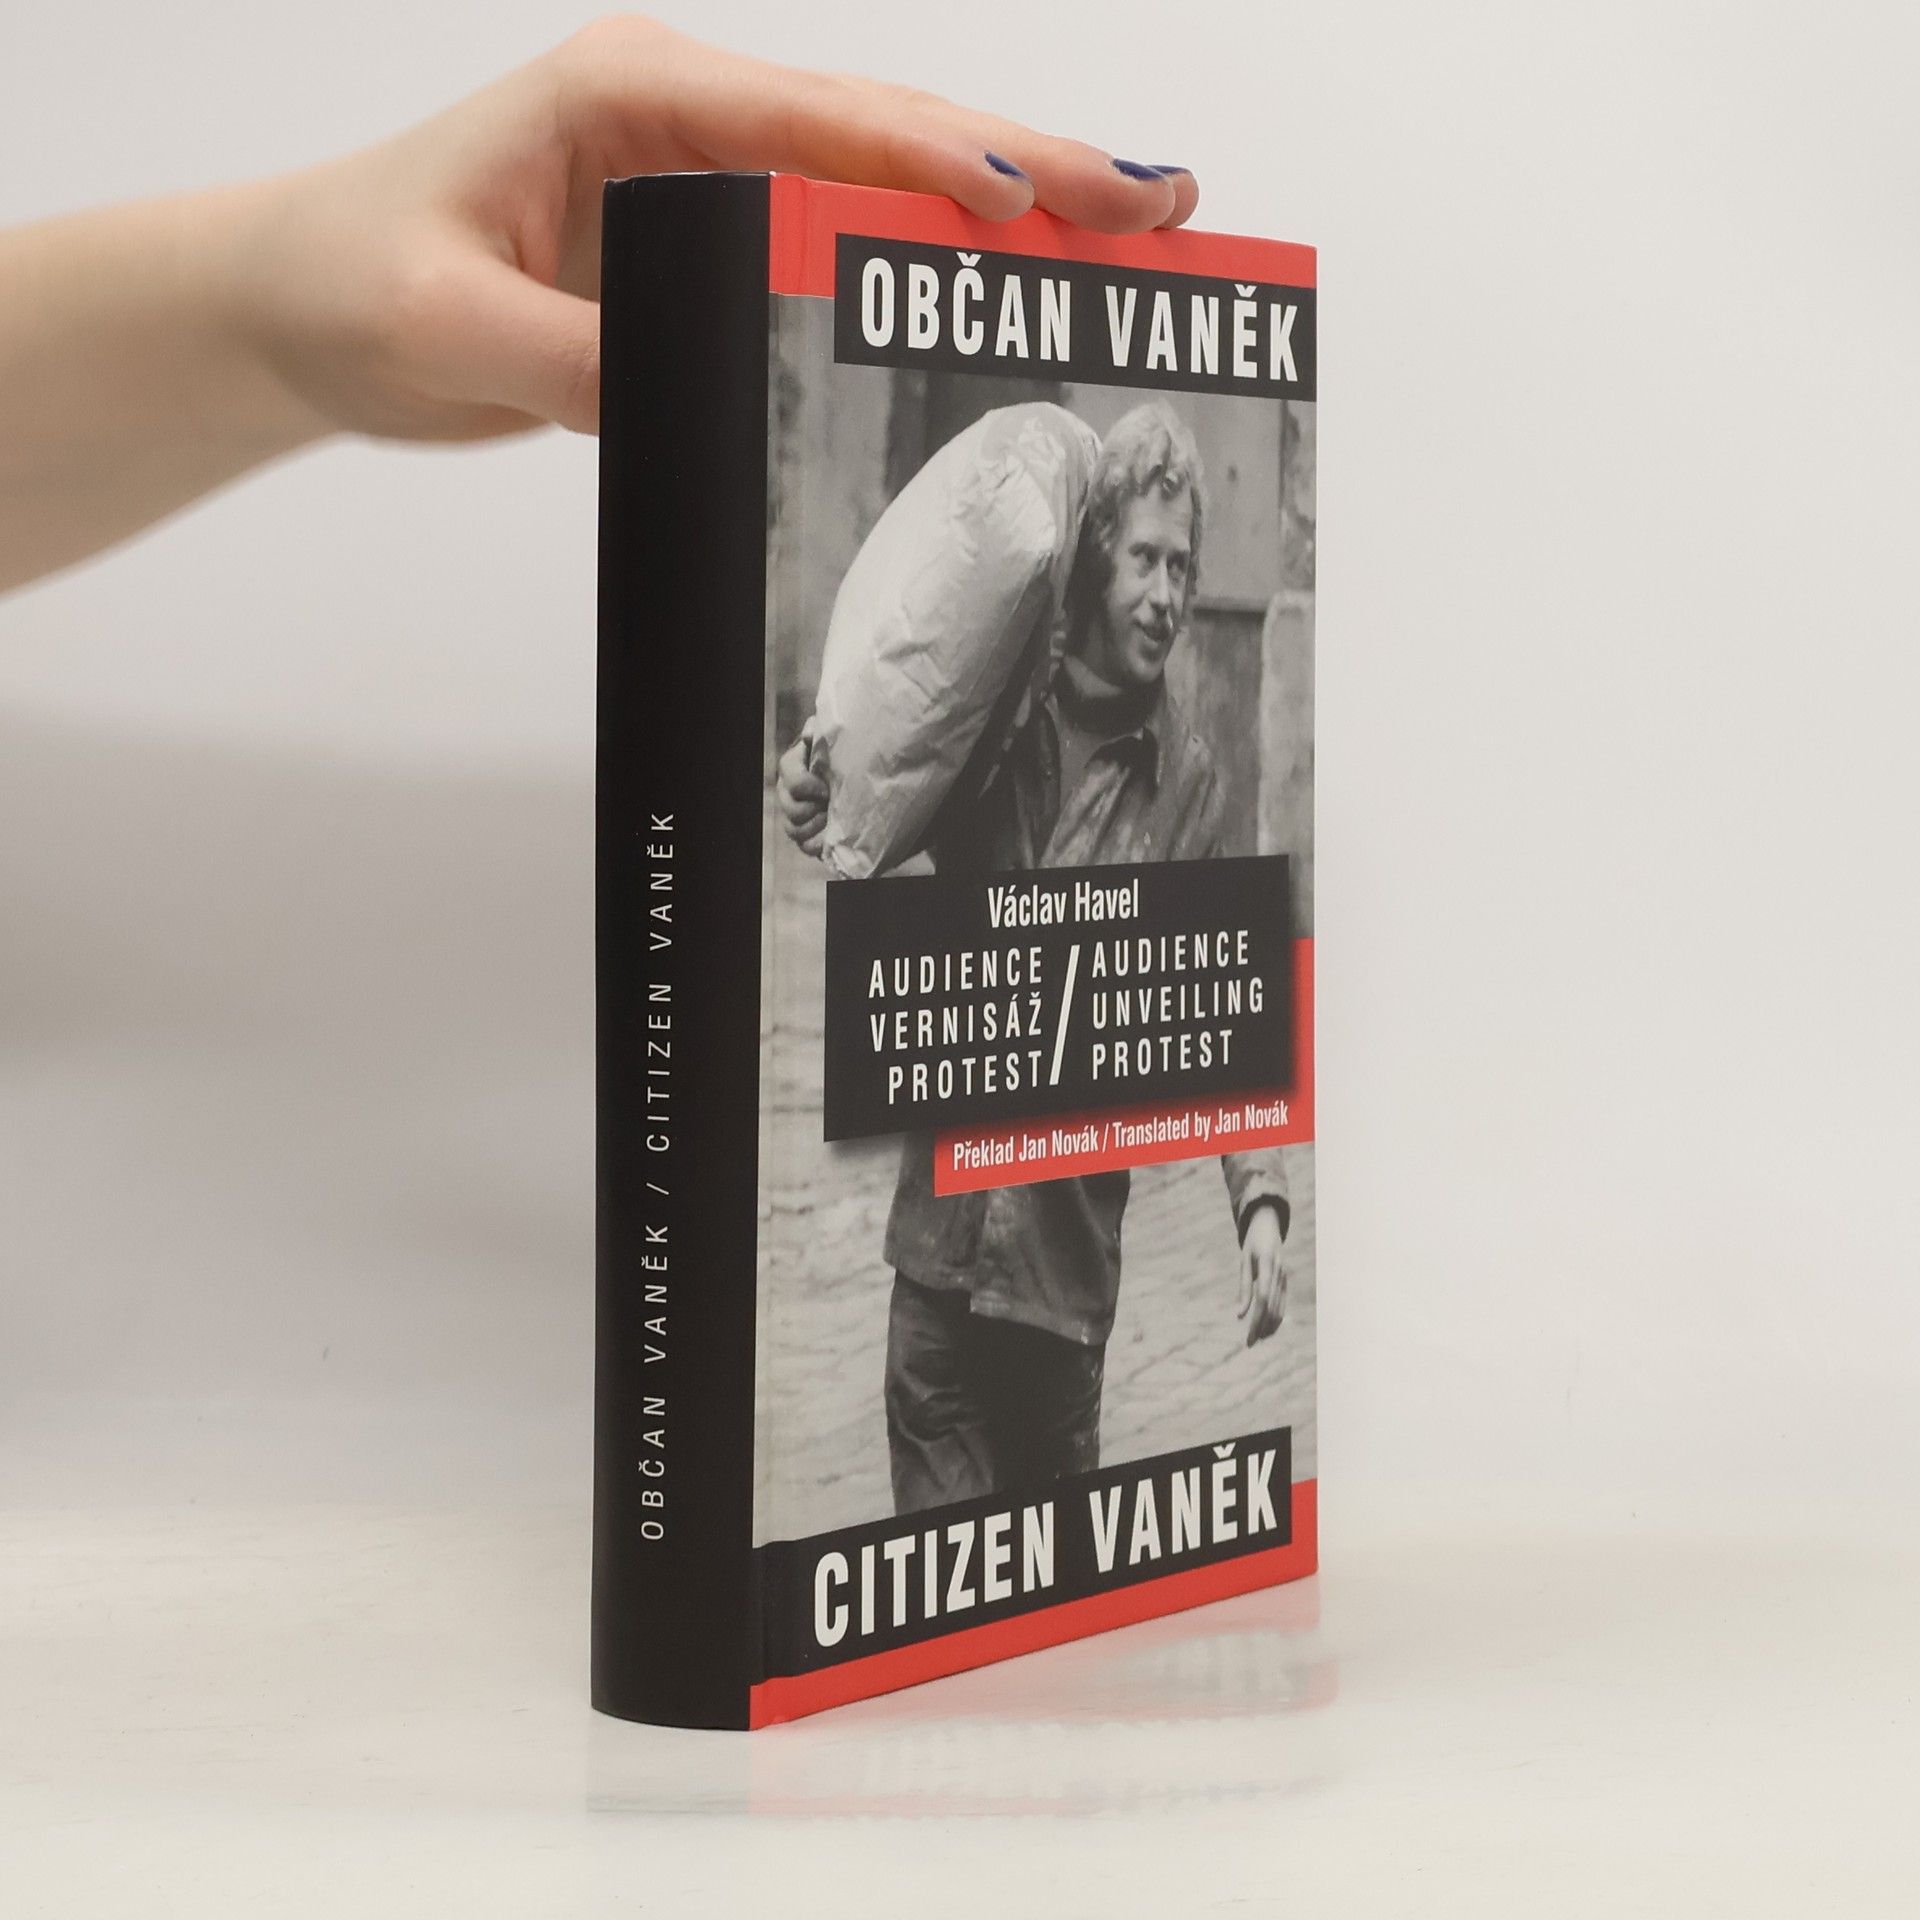 OBČAN VANĚK / CITIZEN VANĚK
OBČAN VANĚK
Václav Havel
AUDIENCE / AUDIENCE
VERNISÁŽ UNVEILING
PROTEST PROTEST
Překlad Jan Novák / Translated by Jan Novák
CITIZEN VANĚK